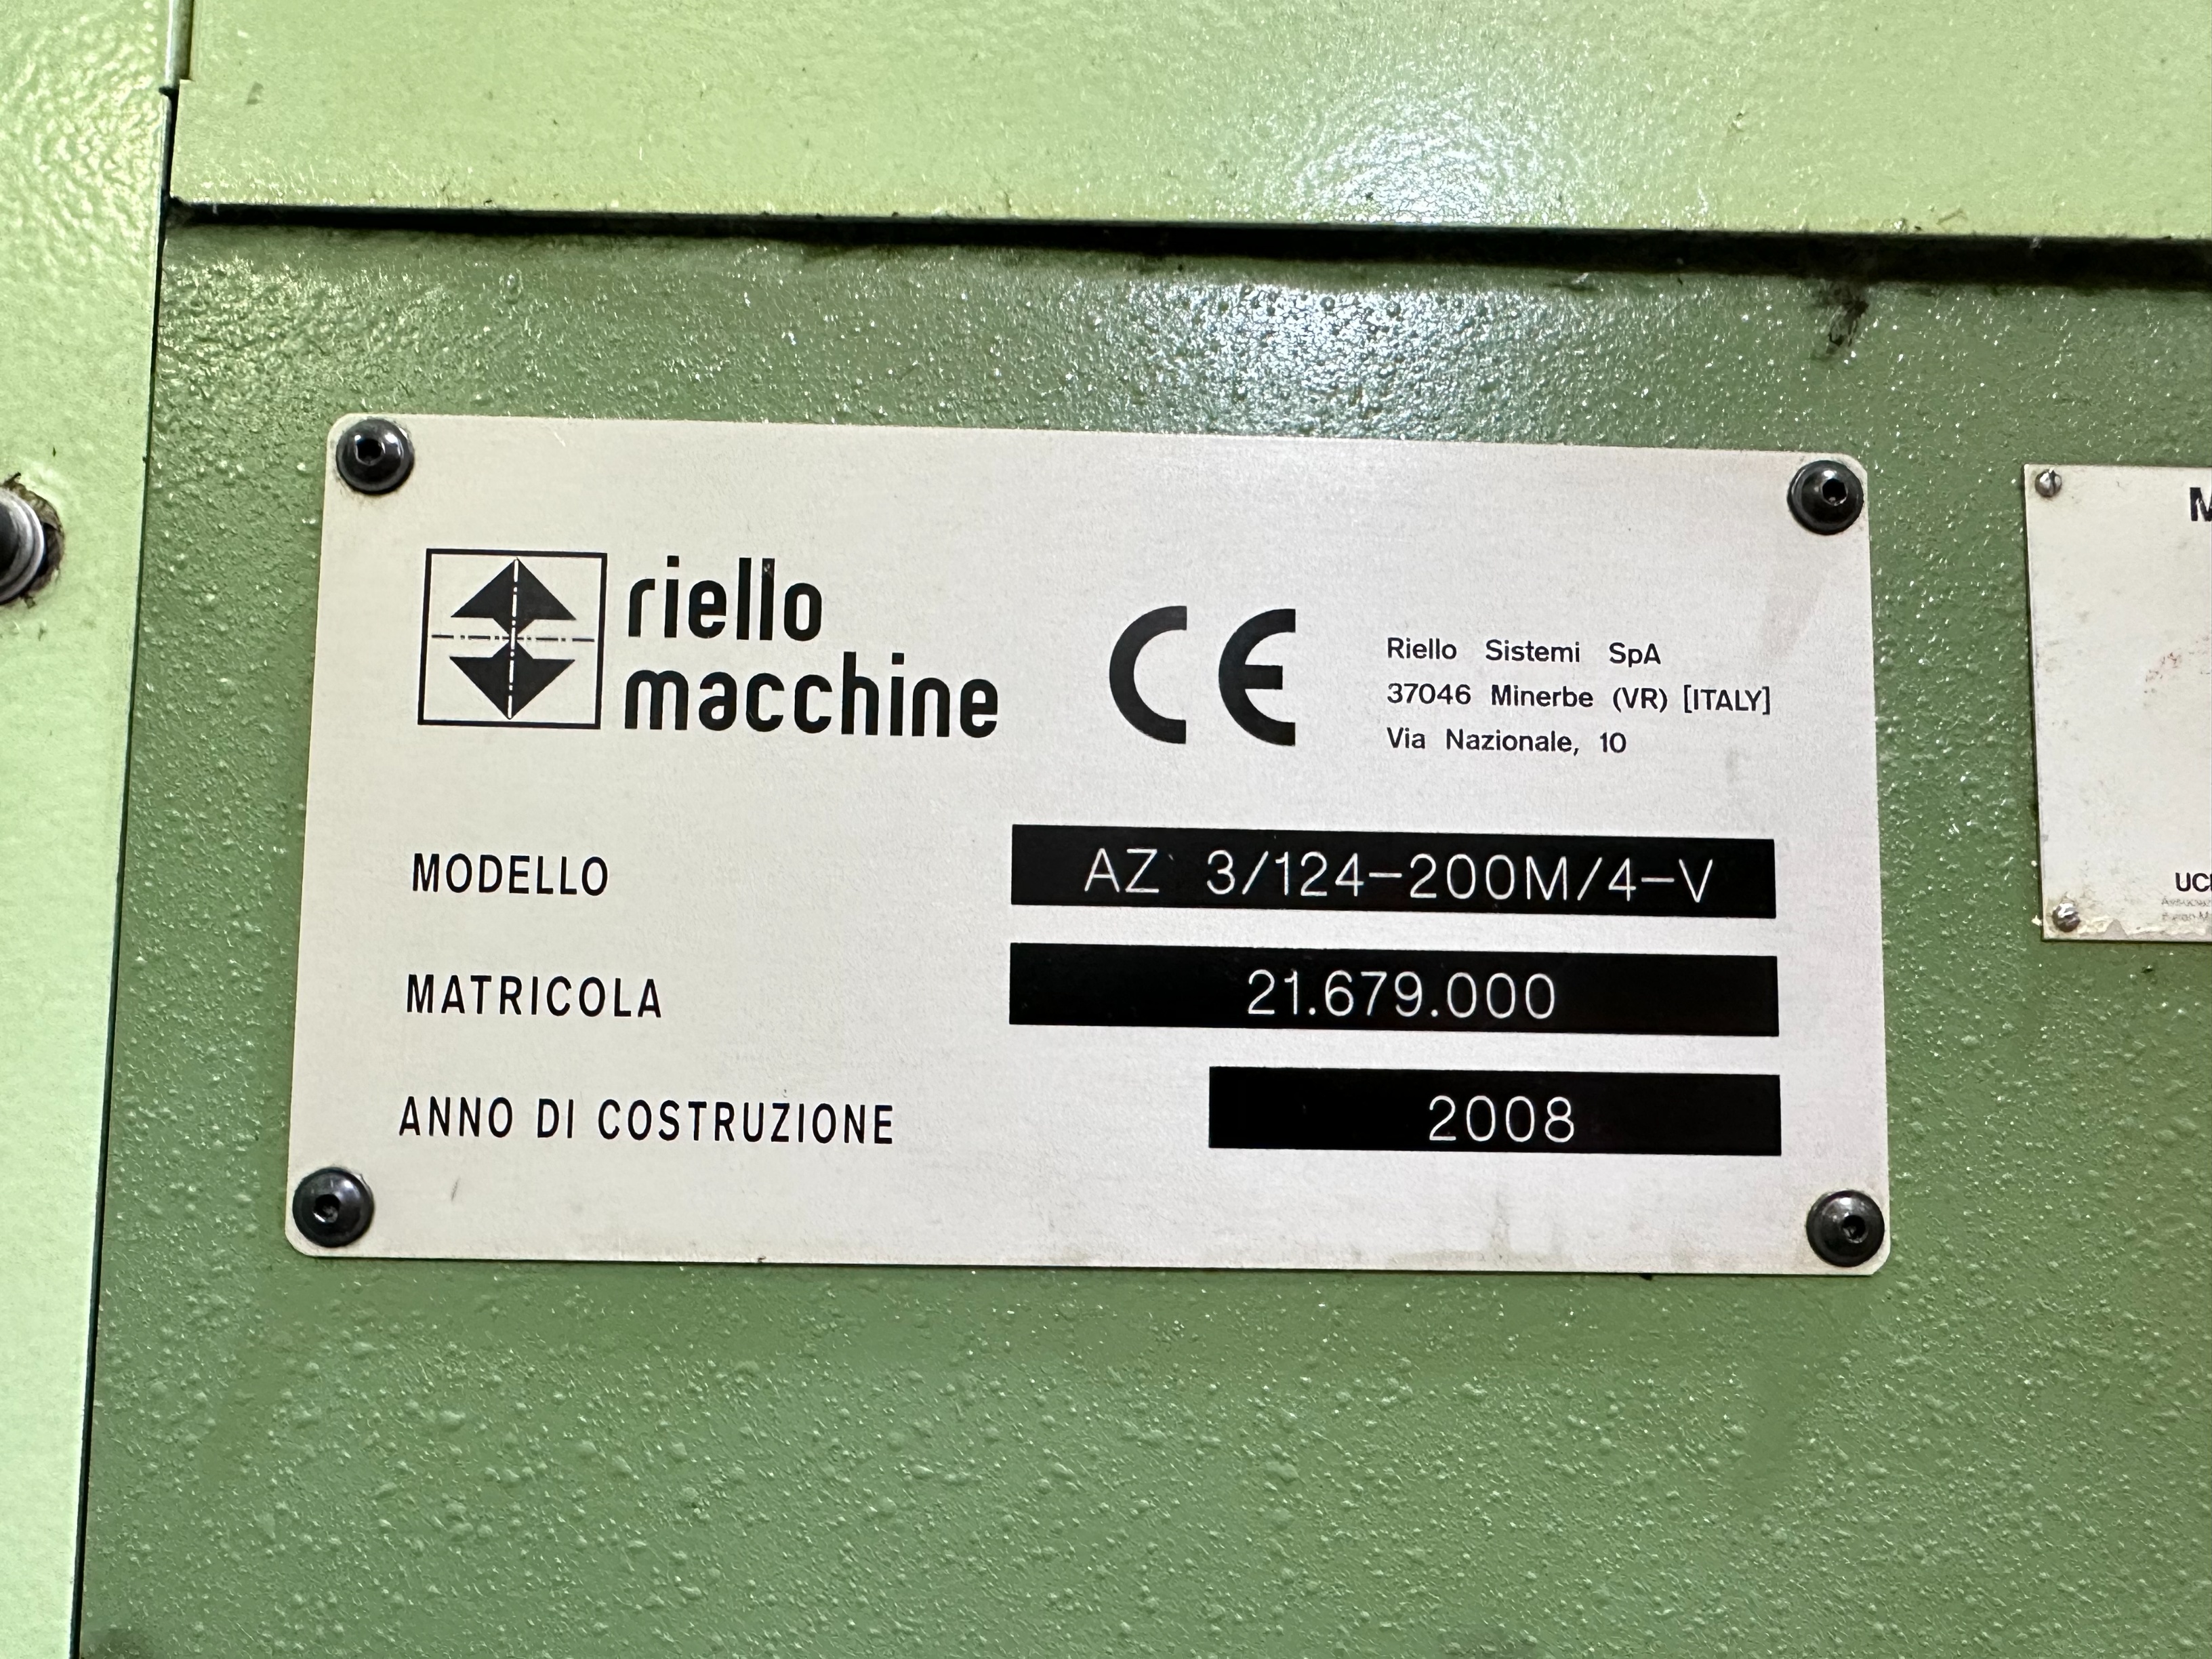 riello
macchine
CE
Riello Sistemi SpA
37046 Minerbe (VR) [ITALY]
Via Nazionale, 10
MODELLO AZ 3/124-200M/4-V
MATRICOLA 21.679.000
ANNO DI COSTRUZIONE 2008